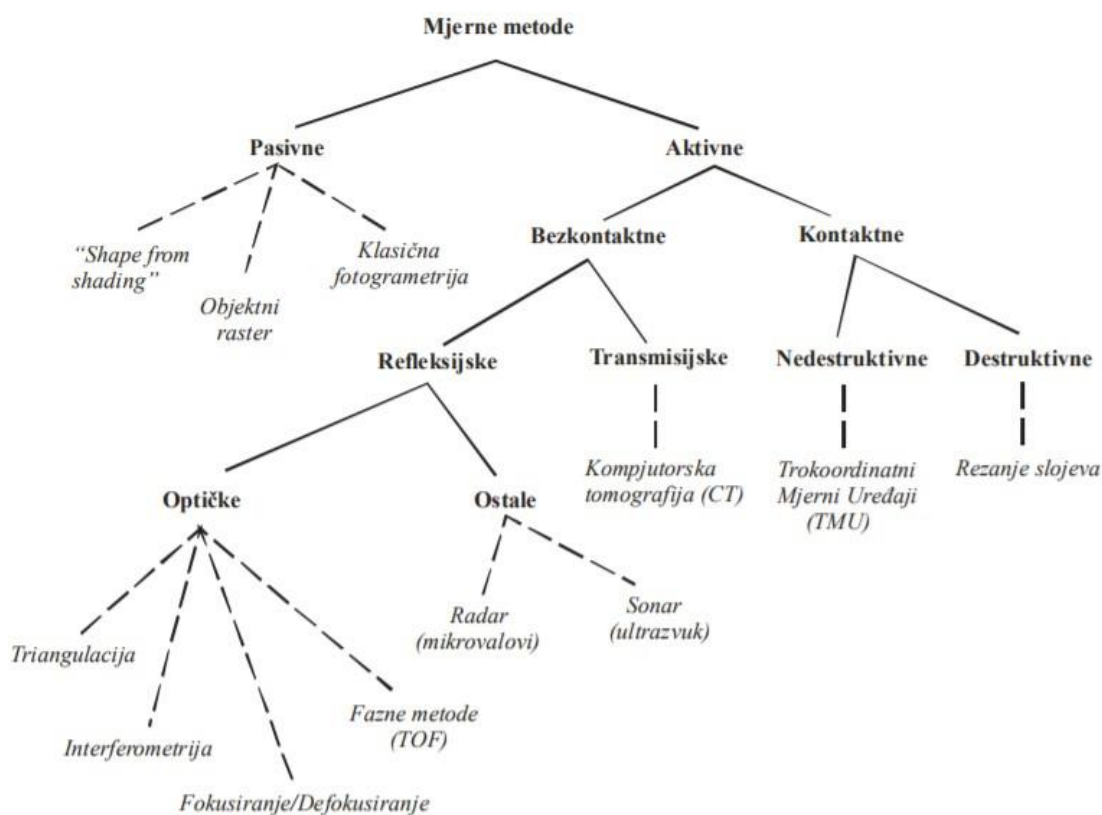 Mjerne metode
Pasivne
Aktivne
“Shape from
shading”
Objektni
raster
Klasična
fotogrametrija
Bezkontaktne
Kontaktne
Refleksijske
Transmisijske
Nedestruktivne
Destruktivne
Kompjutorska
tomografija (CT)
Trokoordinatni
Mjerni Uređaji
(TMU)
Rezanje slojeva
Optičke
Ostale
Radar
(mikrovalovi)
Sonar
(ultrazvuk)
Triangulacija
Interferometrija
Fokusiranje/Defokusiranje
Fazne metode
(TOF)